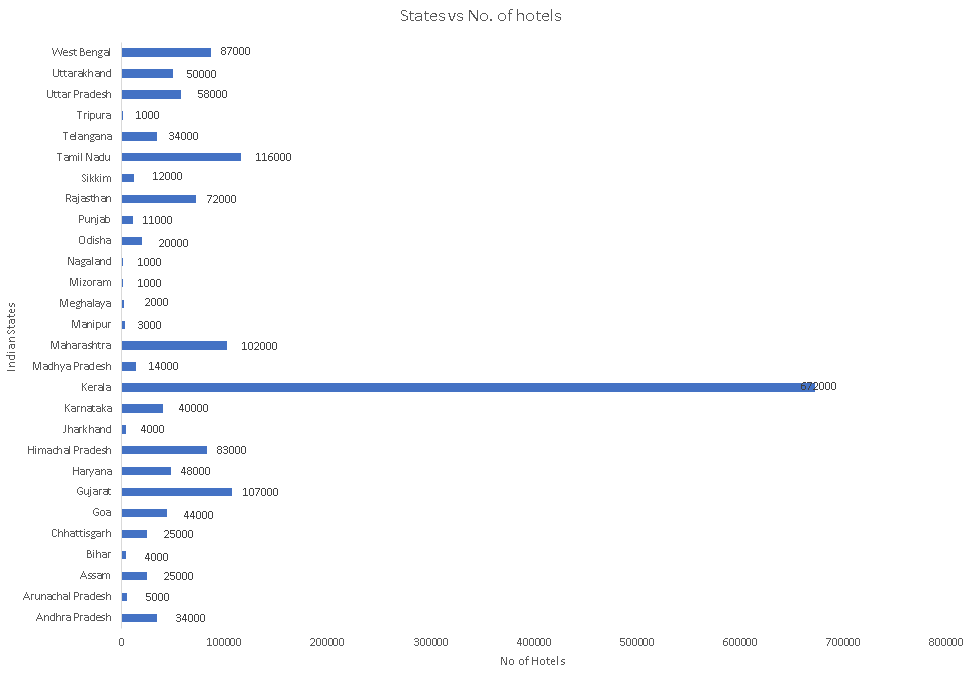 States vs No. of hotels
West Bengal 87000
Uttarakhand 50000
Uttar Pradesh 58000
Tripura 1000
Telangana 34000
Tamil Nadu 116000
Sikkim 12000
Rajasthan 72000
Punjab 11000
Odisha 20000
Nagaland 1000
Mizoram 1000
Meghalaya 2000
Manipur 3000
Maharashtra 102000
Madhya Pradesh 14000
Kerala 672000
Karnataka 40000
Jharkhand 4000
Himachal Pradesh 83000
Haryana 48000
Gujarat 107000
Goa 44000
Chhattisgarh 25000
Bihar 4000
Assam 25000
Arunachal Pradesh 5000
Andhra Pradesh 34000
Indian States
0 100000 200000 300000 400000 500000 600000 700000 800000
No of Hotels